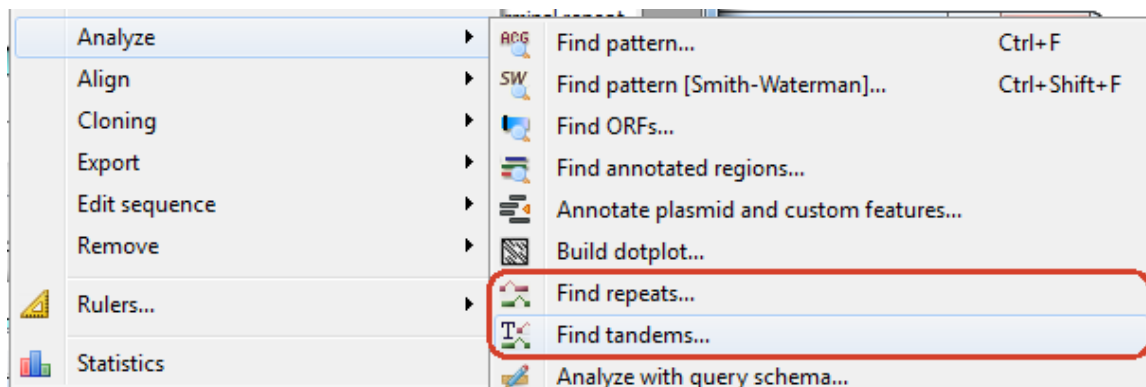 rminal repeat
Analyze
Align
Cloning
Export
Edit sequence
Remove
Rulers...
Statistics
ACG Find pattern... Ctrl+F
SW Find pattern [Smith-Waterman]... Ctrl+Shift+F
Find ORFs...
Find annotated regions...
Annotate plasmid and custom features...
Build dotplot...
Find repeats...
T Find tandems...
Analyze with query schema...